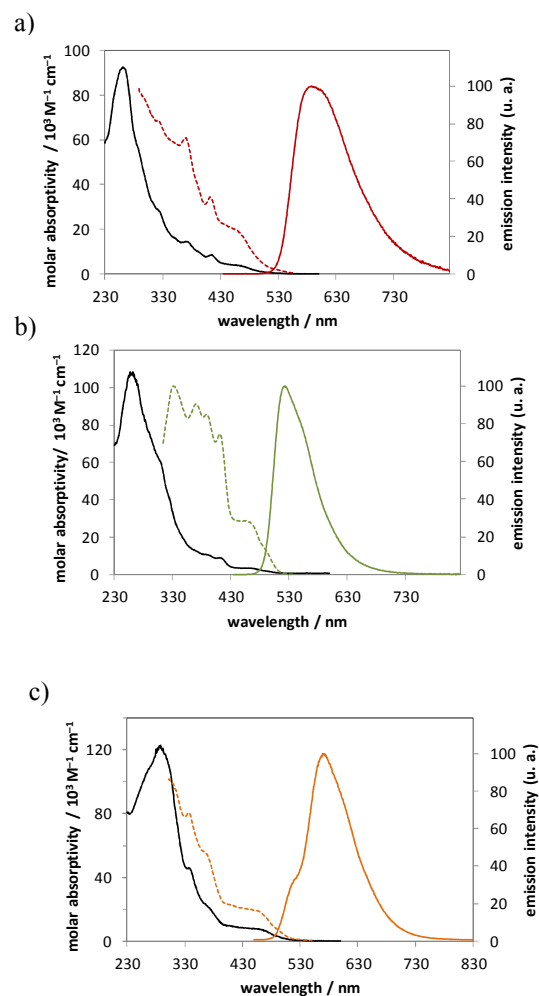 a)
molar absorptivity / 10³ M⁻¹ cm⁻¹
100
80
60
40
20
0
100
80
60
40
20
0
emission intensity (u. a.)
230 330 430 530 630 730
wavelength / nm
b)
molar absorptivity/ 10³ M⁻¹ cm⁻¹
120
100
80
60
40
20
0
100
80
60
40
20
0
emission intensity (u. a.)
230 330 430 530 630 730
wavelength / nm
c)
molar absorptivity / 10³ M⁻¹ cm⁻¹
120
80
40
0
100
80
60
40
20
0
emission intensity (u. a.)
230 330 430 530 630 730 830
wavelength / nm